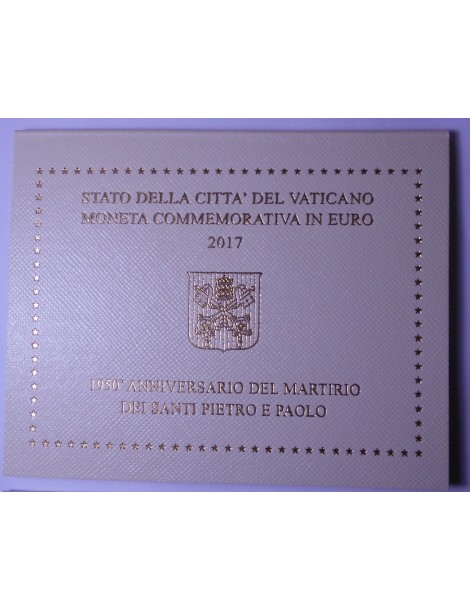 STATO DELLA CITTA' DEL VATICANO
MONETA COMMEMORATIVA IN EURO
2017
1950° ANNIVERSARIO DEL MARTIRIO
DEI SANTI PIETRO E PAOLO